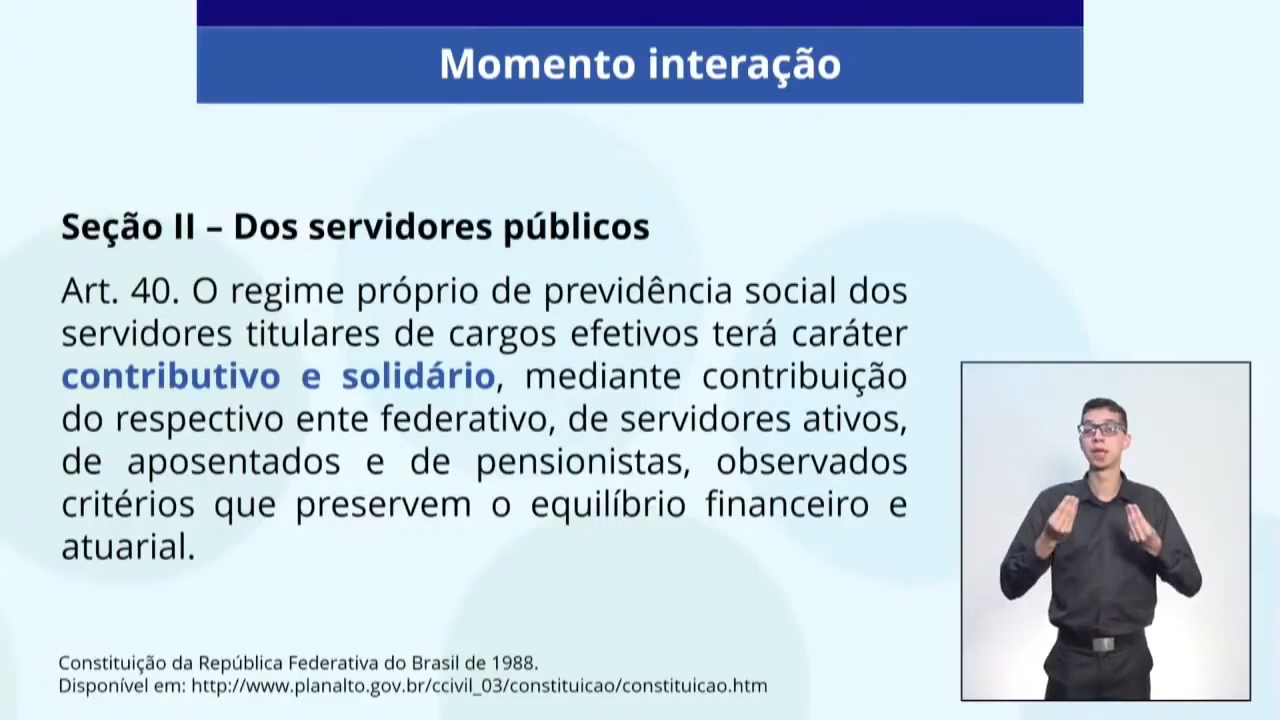 Momento interação
Seção II – Dos servidores públicos
Art. 40. O regime próprio de previdência social dos
servidores titulares de cargos efetivos terá caráter
contributivo e solidário, mediante contribuição
do respectivo ente federativo, de servidores ativos,
de aposentados e de pensionistas, observados
critérios que preservem o equilíbrio financeiro e
atuarial.
Constituição da República Federativa do Brasil de 1988.
Disponível em: http://www.planalto.gov.br/ccivil_03/constituicao/constituicao.htm